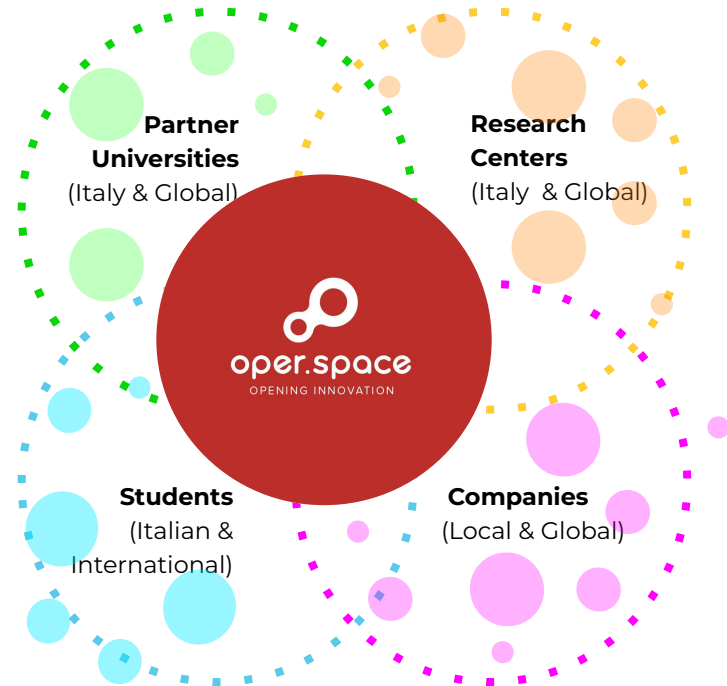 Partner
Universities
(Italy & Global)
Research
Centers
(Italy & Global)
oper.space
OPENING INNOVATION
Students
(Italian &
International)
Companies
(Local & Global)